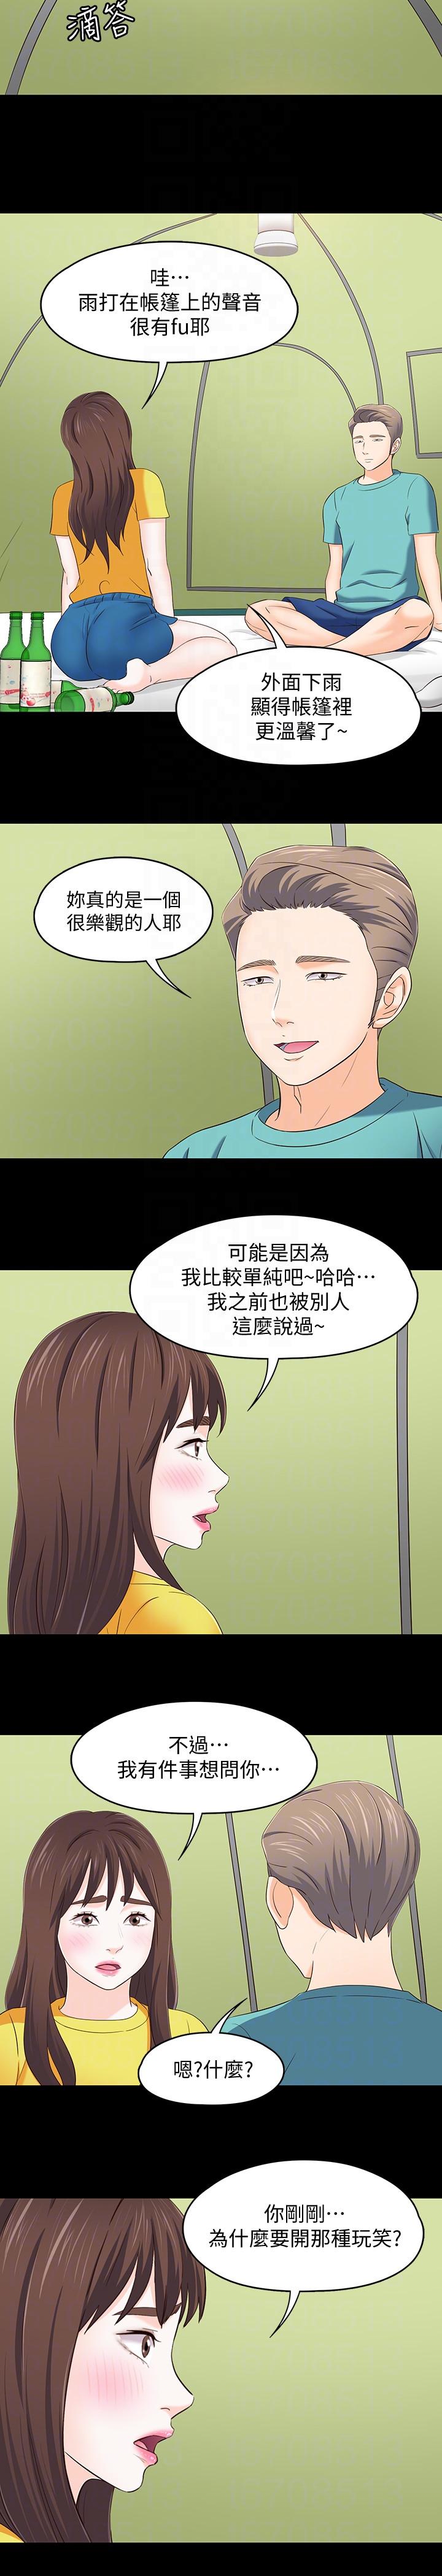 滴答
哇⋯
雨打在帳篷上的聲音
很有fu耶
外面下雨
顯得帳篷裡
更溫馨了~
妳真的是一個
很樂觀的人耶
可能是因為
我比較單純吧~哈哈⋯
我之前也被別人
這麼說過~
不過⋯
我有件事想問你⋯
嗯?什麼?
你剛剛⋯
為什麼要開那種玩笑?